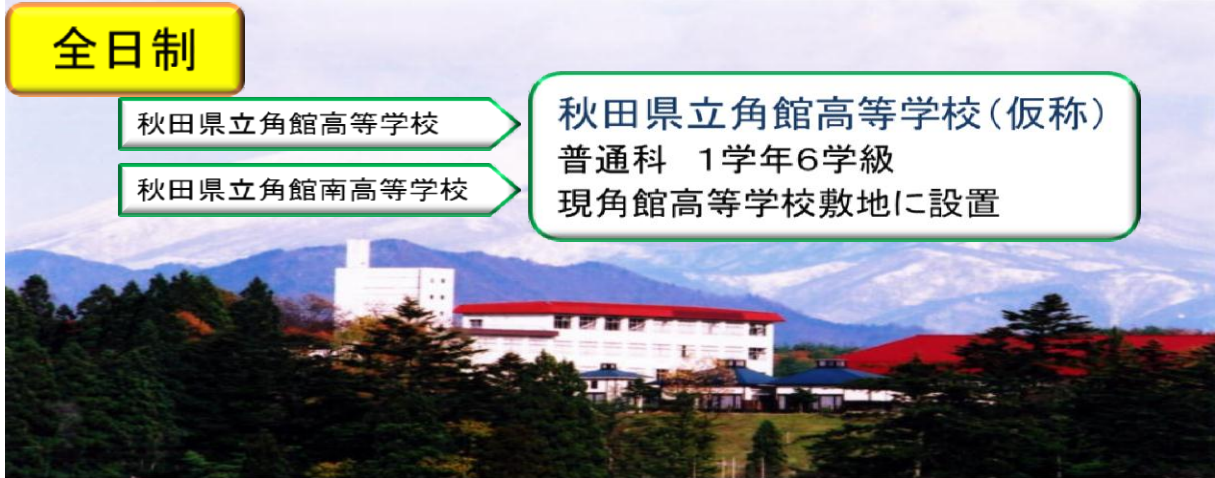 全日制
秋田県立角館高等学校
秋田県立角館南高等学校
秋田県立角館高等学校(仮称)
普通科 1学年6学級
現角館高等学校敷地に設置